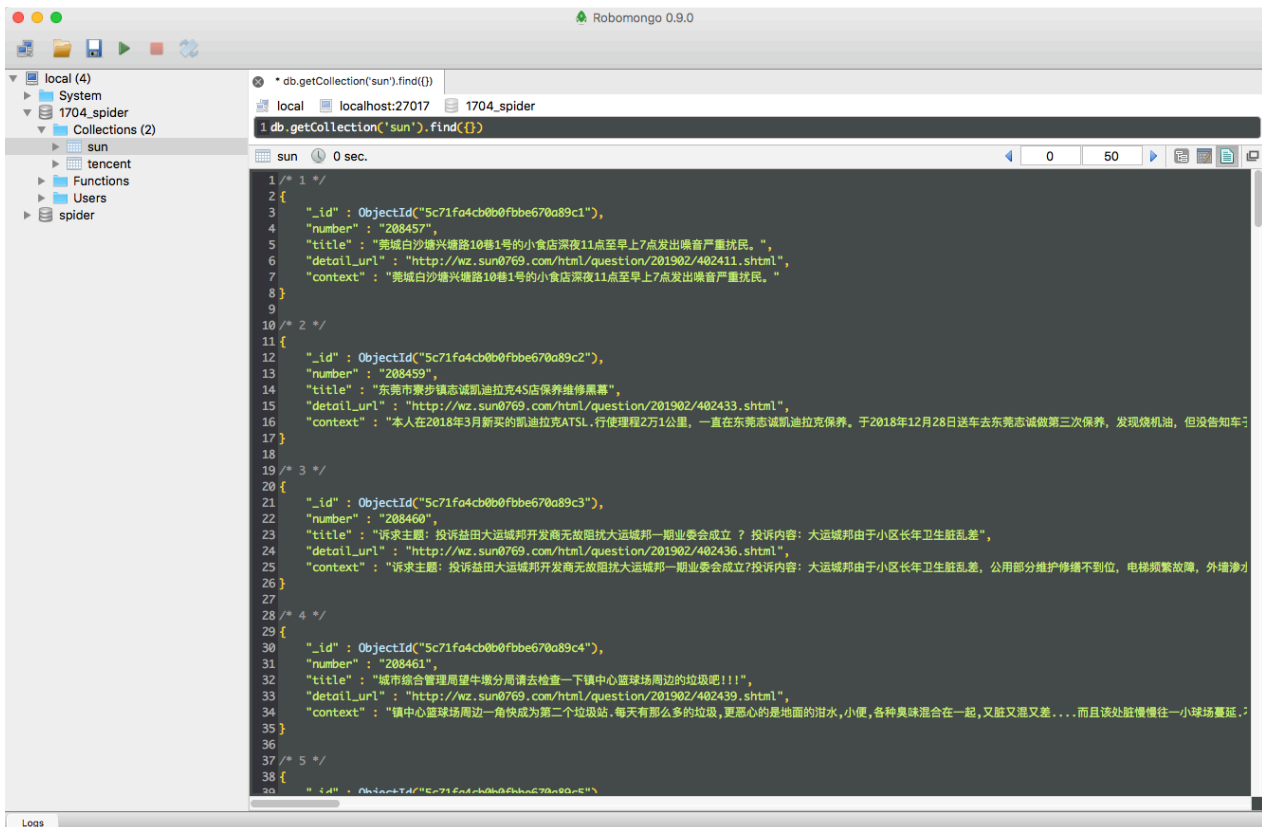 Robomongo 0.9.0
local (4)
System
1704_spider
Collections (2)
sun
tencent
Functions
Users
spider
* db.getCollection('sun').find({})
local localhost:27017 1704_spider
1 db.getCollection('sun').find({})
sun 0 sec. 0 50
1 /* 1 */
2 {
3 "_id" : ObjectId("5c71fa4cb0b0fbbe670a89c1"),
4 "number" : "208457",
5 "title" : "莞城白沙塘兴塘路10巷1号的小食店深夜11点至早上7点发出噪音严重扰民。",
6 "detail_url" : "http://wz.sun0769.com/html/question/201902/402411.shtml",
7 "context" : "莞城白沙塘兴塘路10巷1号的小食店深夜11点至早上7点发出噪音严重扰民。"
8 }
9
10 /* 2 */
11 {
12 "_id" : ObjectId("5c71fa4cb0b0fbbe670a89c2"),
13 "number" : "208459",
14 "title" : "东莞市寮步镇志诚凯迪拉克4S店保养维修黑幕",
15 "detail_url" : "http://wz.sun0769.com/html/question/201902/402433.shtml",
16 "context" : "本人在2018年3月新买的凯迪拉克ATSL.行使理程2万1公里, 一直在东莞志诚凯迪拉克保养。于2018年12月28日送车去东莞志诚做第三次保养, 发现烧机油, 但没告知车
17 }
18
19 /* 3 */
20 {
21 "_id" : ObjectId("5c71fa4cb0b0fbbe670a89c3"),
22 "number" : "208460",
23 "title" : "诉求主题: 投诉益田大运城邦开发商无故阻扰大运城邦一期业委会成立 ? 投诉内容: 大运城邦由于小区长年卫生脏乱差",
24 "detail_url" : "http://wz.sun0769.com/html/question/201902/402436.shtml",
25 "context" : "诉求主题: 投诉益田大运城邦开发商无故阻扰大运城邦一期业委会成立?投诉内容: 大运城邦由于小区长年卫生脏乱差, 公用部分维护修缮不到位, 电梯频繁故障, 外墙渗水
26 }
27
28 /* 4 */
29 {
30 "_id" : ObjectId("5c71fa4cb0b0fbbe670a89c4"),
31 "number" : "208461",
32 "title" : "城市综合管理局望牛墩分局请去检查一下镇中心篮球场周边的垃圾吧!!!",
33 "detail_url" : "http://wz.sun0769.com/html/question/201902/402439.shtml",
34 "context" : "镇中心篮球场周边一角快成为第二个垃圾站.每天有那么多的垃圾,更恶心的是地面的泔水,小便,各种臭味混合在一起,又脏又混又差....而且该处脏慢慢往一小球场蔓延.
35 }
36
37 /* 5 */
38 {
39 "_id" : ObjectId("5c71fa4cb0b0fbbe670a89c5")
Logs